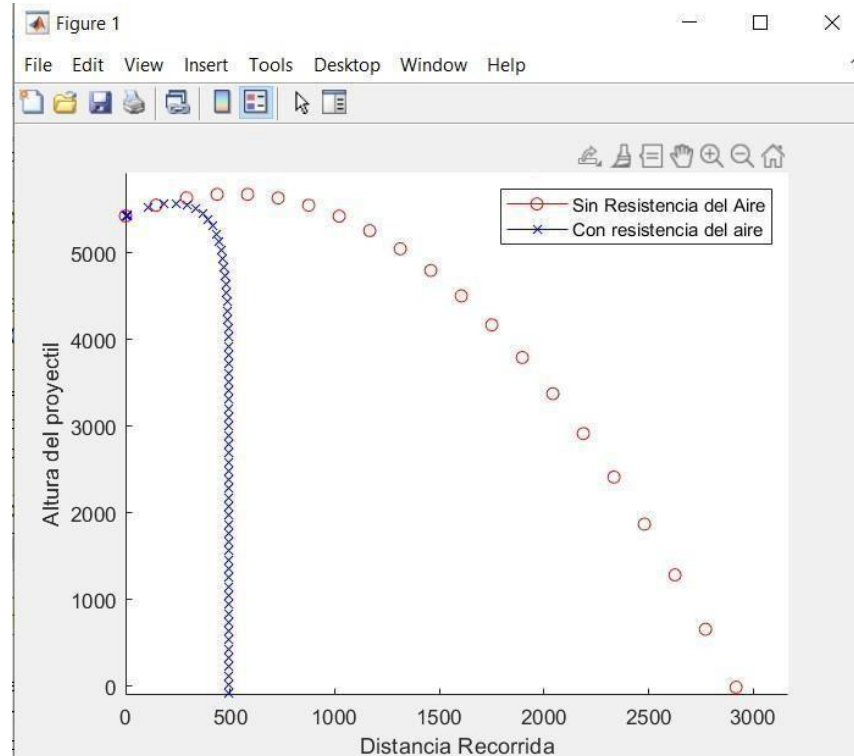 Figure 1
File Edit View Insert Tools Desktop Window Help
Sin Resistencia del Aire
Con resistencia del aire
5000
4000
3000
2000
1000
0
Altura del proyectil
0 500 1000 1500 2000 2500 3000
Distancia Recorrida